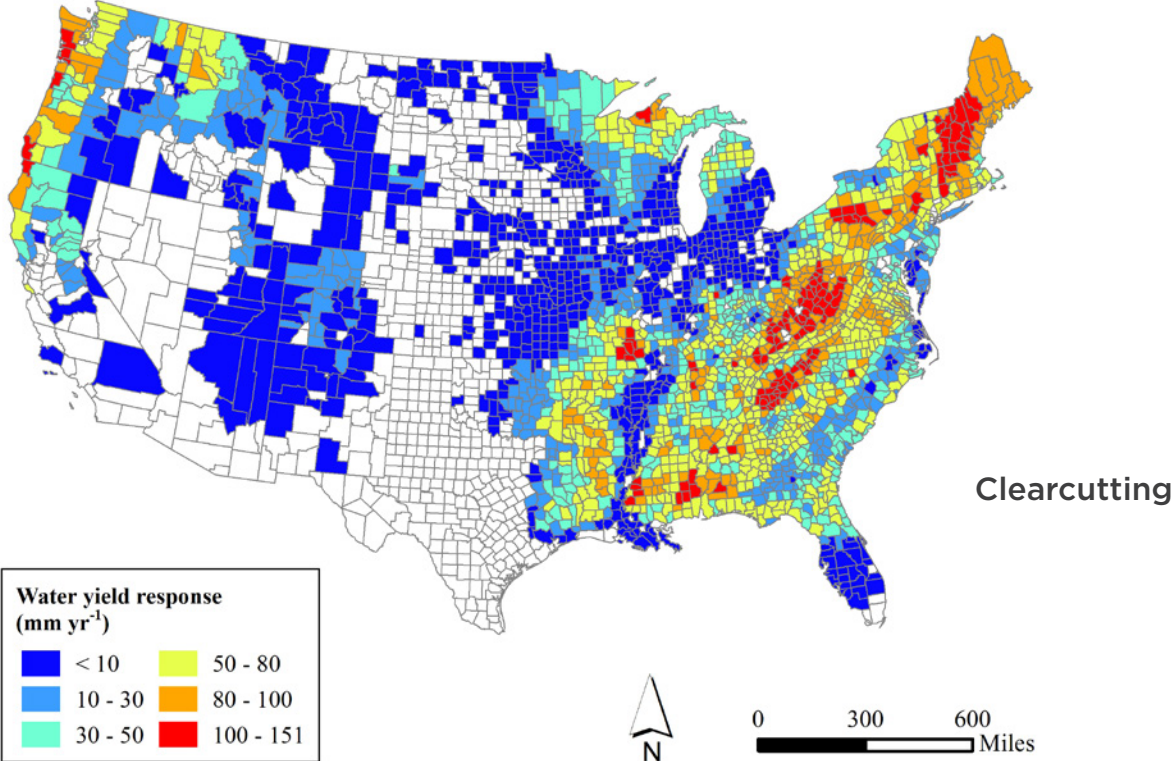 Clearcutting
Water yield response
(mm yr⁻¹)
< 10
50 - 80
10 - 30
80 - 100
30 - 50
100 - 151
N
0 300 600
Miles